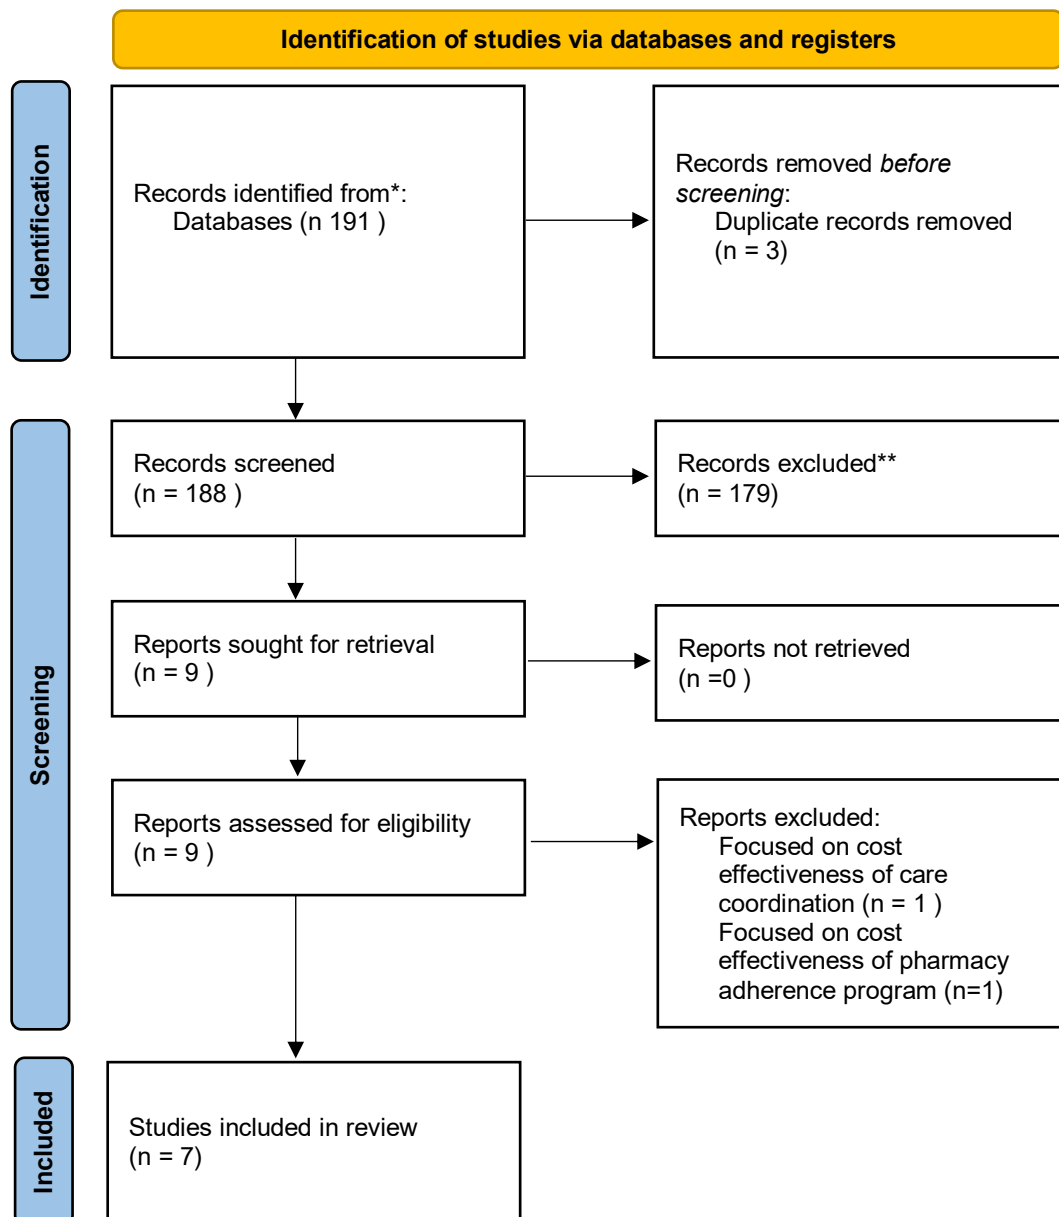 Identification of studies via databases and registers
Identification
Records identified from*:
Databases (n 191 )
Records removed before
screening:
Duplicate records removed
(n = 3)
Screening
Records screened
(n = 188 )
Records excluded**
(n = 179)
Reports sought for retrieval
(n = 9 )
Reports not retrieved
(n =0 )
Reports assessed for eligibility
(n = 9 )
Reports excluded:
Focused on cost
effectiveness of care
coordination (n = 1 )
Focused on cost
effectiveness of pharmacy
adherence program (n=1)
Included
Studies included in review
(n = 7)